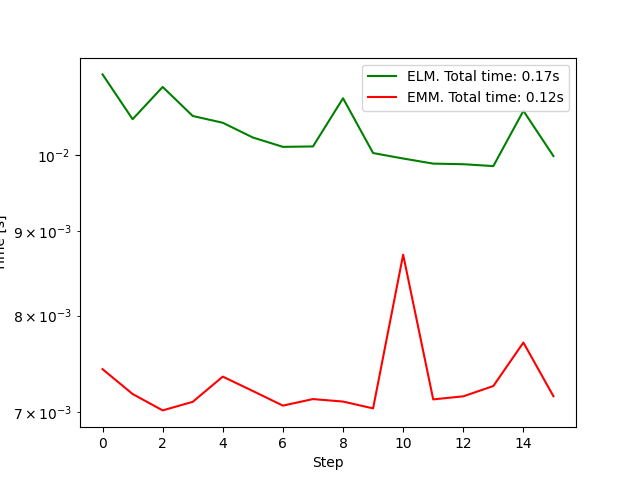 ELM. Total time: 0.17s
EMM. Total time: 0.12s
10⁻²
9 × 10⁻³
8 × 10⁻³
7 × 10⁻³
[s]
0 2 4 6 8 10 12 14
Step